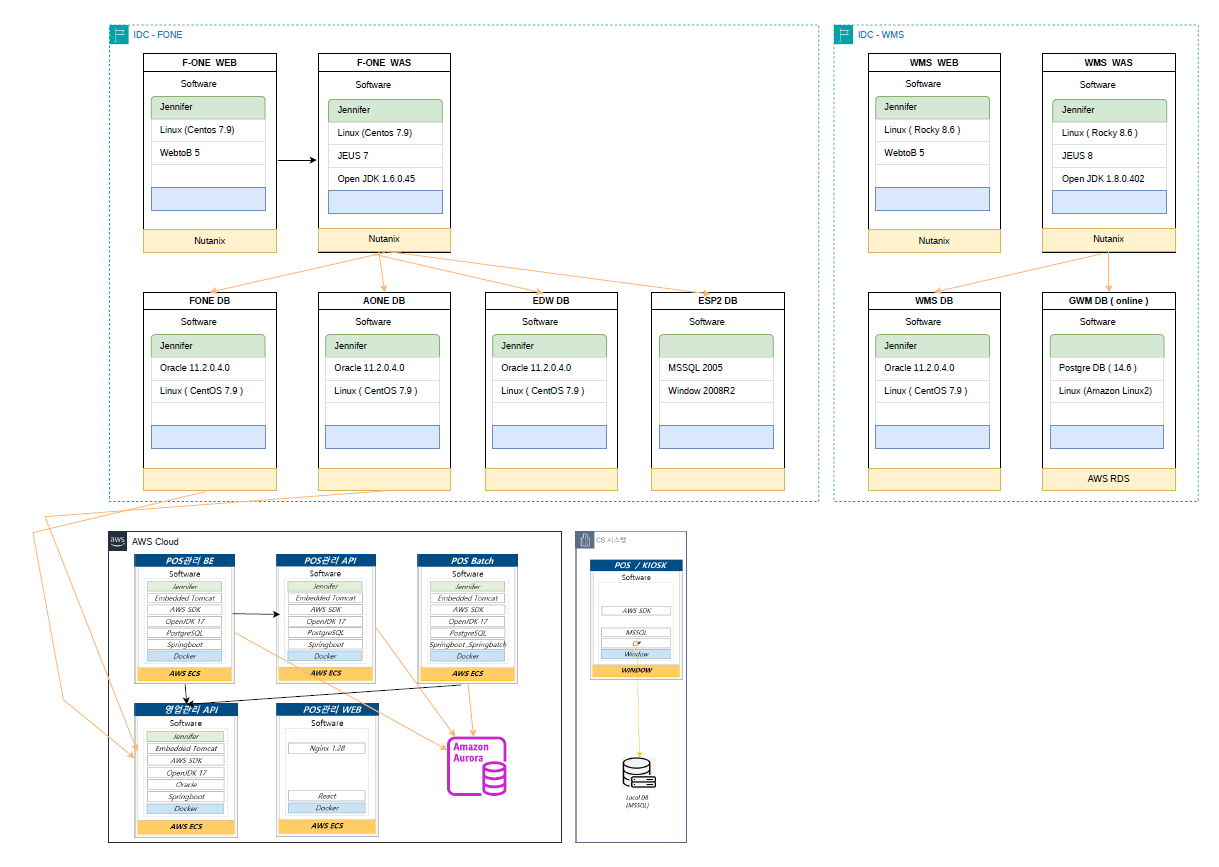 IDC - FONE
F-ONE WEB
Software
Jennifer
Linux (Centos 7.9)
WebtoB 5
Nutanix
F-ONE WAS
Software
Jennifer
Linux (Centos 7.9)
JEUS 7
Open JDK 1.6.0.45
Nutanix
FONE DB
Software
Jennifer
Oracle 11.2.0.4.0
Linux ( CentOS 7.9 )
AONE DB
Software
Jennifer
Oracle 11.2.0.4.0
Linux ( CentOS 7.9 )
EDW DB
Software
Jennifer
Oracle 11.2.0.4.0
Linux ( CentOS 7.9 )
ESP2 DB
Software
MSSQL 2005
Window 2008R2
IDC - WMS
WMS WEB
Software
Jennifer
Linux ( Rocky 8.6 )
WebtoB 5
Nutanix
WMS WAS
Software
Jennifer
Linux ( Rocky 8.6 )
JEUS 8
Open JDK 1.8.0.402
Nutanix
WMS DB
Software
Jennifer
Oracle 11.2.0.4.0
Linux ( CentOS 7.9 )
GWM DB ( online )
Software
Postgre DB ( 14.6 )
Linux (Amazon Linux2)
AWS RDS
aws
AWS Cloud
POS관리 BE
Software
Jennifer
Embedded Tomcat
AWS SDK
OpenJDK 17
PostgreSQL
Springboot
Docker
AWS ECS
POS관리 API
Software
Jennifer
Embedded Tomcat
AWS SDK
OpenJDK 17
PostgreSQL
Springboot
Docker
AWS ECS
POS Batch
Software
Jennifer
Embedded Tomcat
AWS SDK
OpenJDK 17
PostgreSQL
Springboot ,Springbatch
Docker
AWS ECS
영업관리 API
Software
Jennifer
Embedded Tomcat
AWS SDK
OpenJDK 17
Oracle
Springboot
Docker
AWS ECS
POS관리 WEB
Software
Nginx 1.28
React
Docker
AWS ECS
Amazon
Aurora
CS 시스템
POS / KIOSK
Software
AWS SDK
MSSQL
C#
Window
WINDOW
Local DB
(MSSQL)